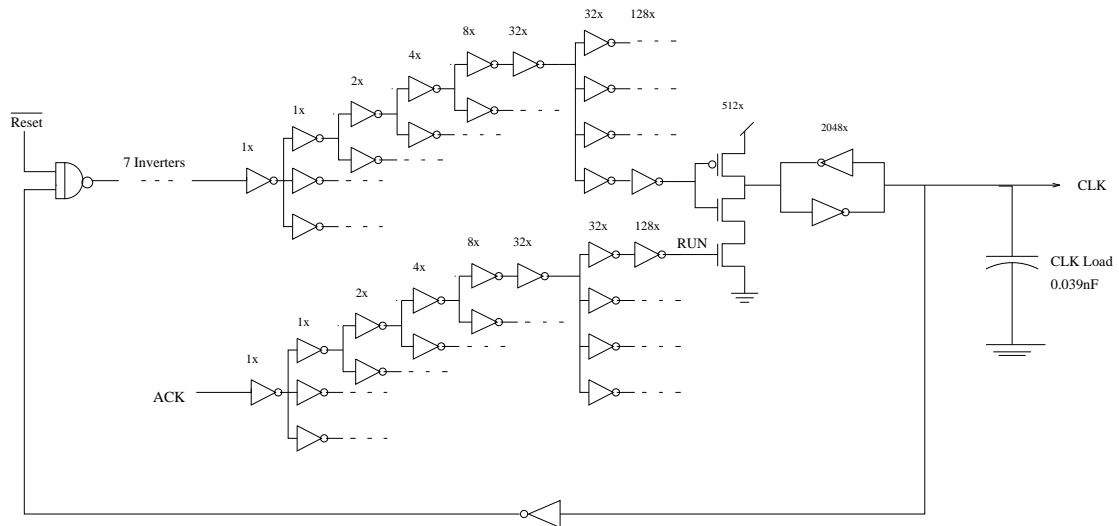 32x 128x
8x 32x
4x
2x
1x
1x
512x
2048x
Reset
7 Inverters
CLK
RUN
32x 128x
8x 32x
4x
2x
1x
1x
ACK
CLK Load
0.039nF